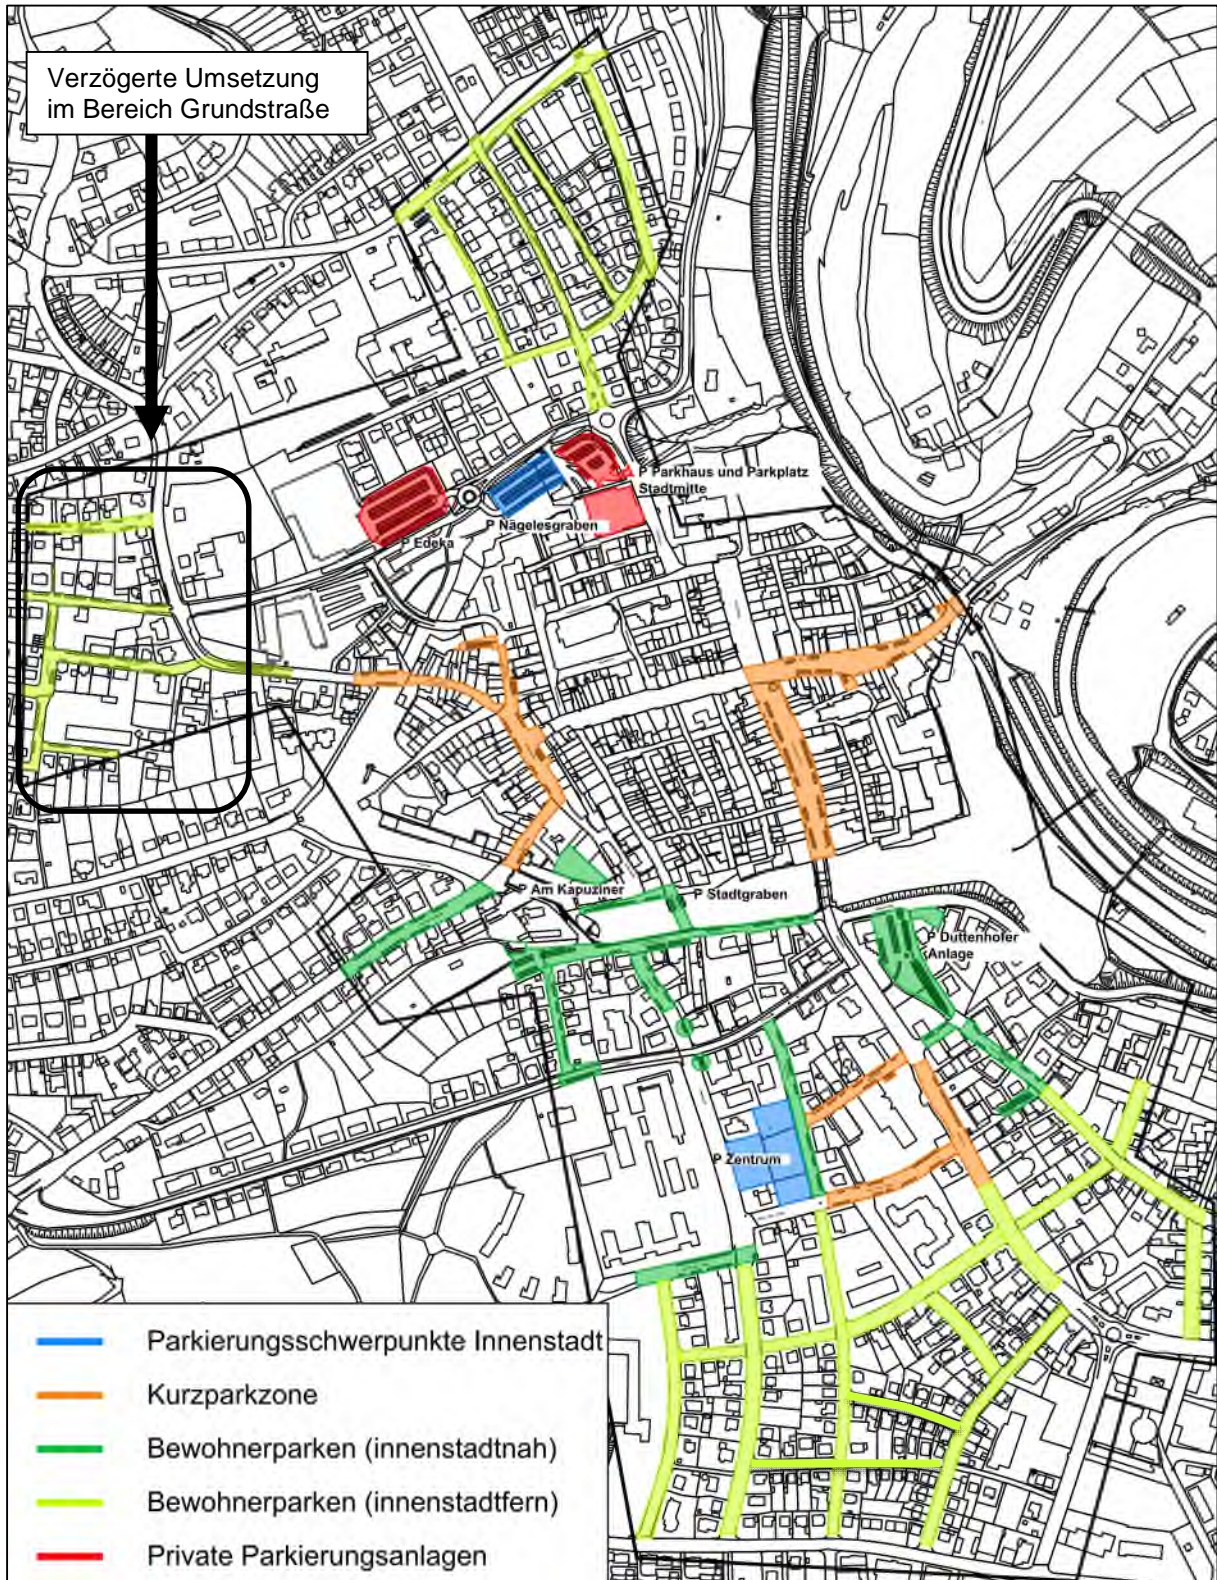 Verzögerte Umsetzung
im Bereich Grundstraße
P Parkhaus und Parkplatz
Stadtmitte
P Nägelesgraben
P Edeka
P Am Kapuziner
P Stadtgraben
P Duttenhofer
Anlage
P Zentrum
Parkierungsschwerpunkte Innenstadt
Kurzparkzone
Bewohnerparken (innenstadtnah)
Bewohnerparken (innenstadtfern)
Private Parkierungsanlagen